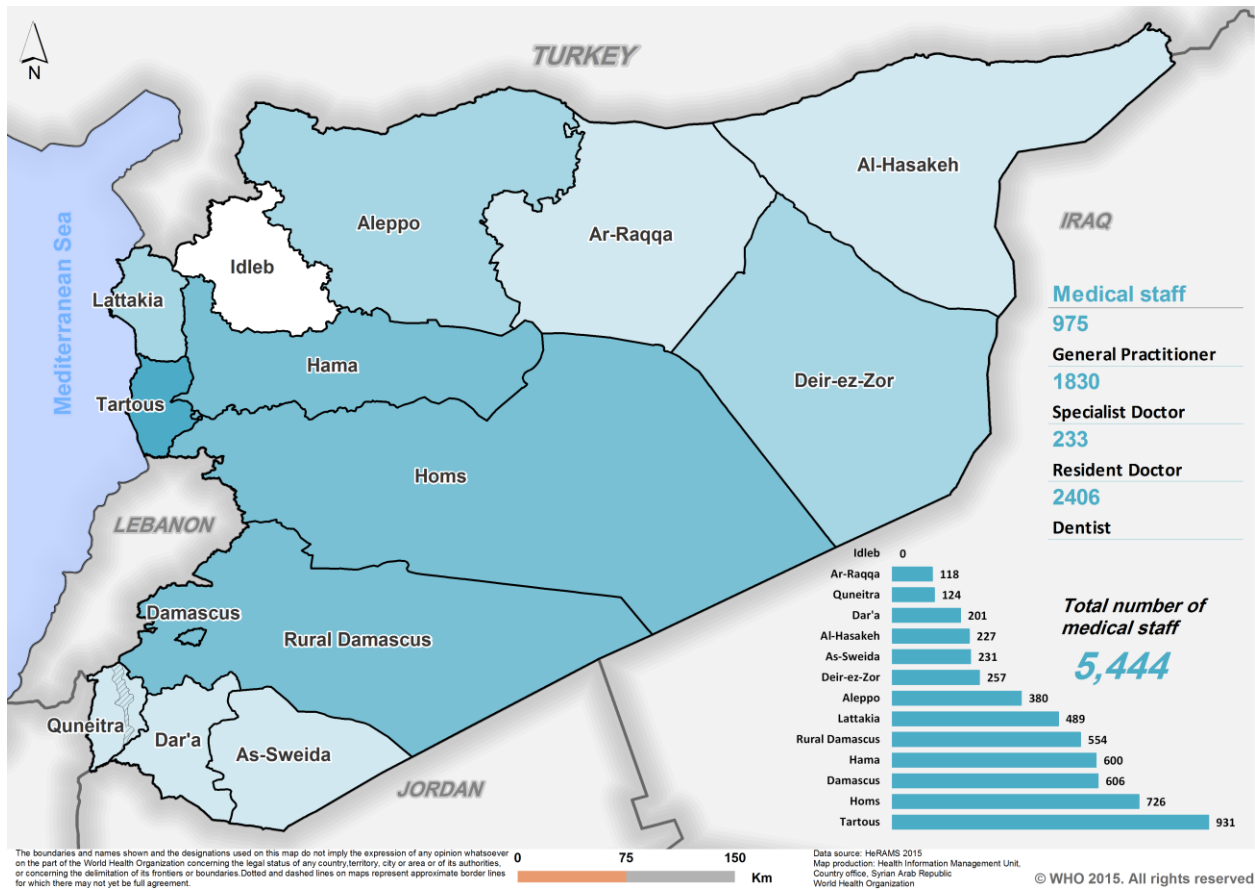 N
TURKEY
Al-Hasakeh
Aleppo
Ar-Raqqa
IRAQ
Idleb
Mediterranean Sea
Lattakia
Hama
Deir-ez-Zor
Tartous
Homs
LEBANON
Damascus
Rural Damascus
Quneitra
Dar'a
As-Sweida
JORDAN
Medical staff
975
General Practitioner
1830
Specialist Doctor
233
Resident Doctor
2406
Dentist
Idleb 0
Ar-Raqqa 118
Quneitra 124
Dar'a 201
Al-Hasakeh 227
As-Sweida 231
Deir-ez-Zor 257
Aleppo 380
Lattakia 489
Rural Damascus 554
Hama 600
Damascus 606
Homs 726
Tartous 931
Total number of
medical staff
5,444
The boundaries and names shown and the designations used on this map do not imply the expression of any opinion whatsoever
on the part of the World Health Organization concerning the legal status of any country,territory, city or area or of its authorities,
or concerning the delimitation of its frontiers or boundaries.Dotted and dashed lines on maps represent approximate border lines
for which there may not yet be full agreement.
0 75 150
Km
Data source: HeRAMS 2015
Map production: Health Information Management Unit,
Country office, Syrian Arab Republic
World Health Organization
© WHO 2015. All rights reserved